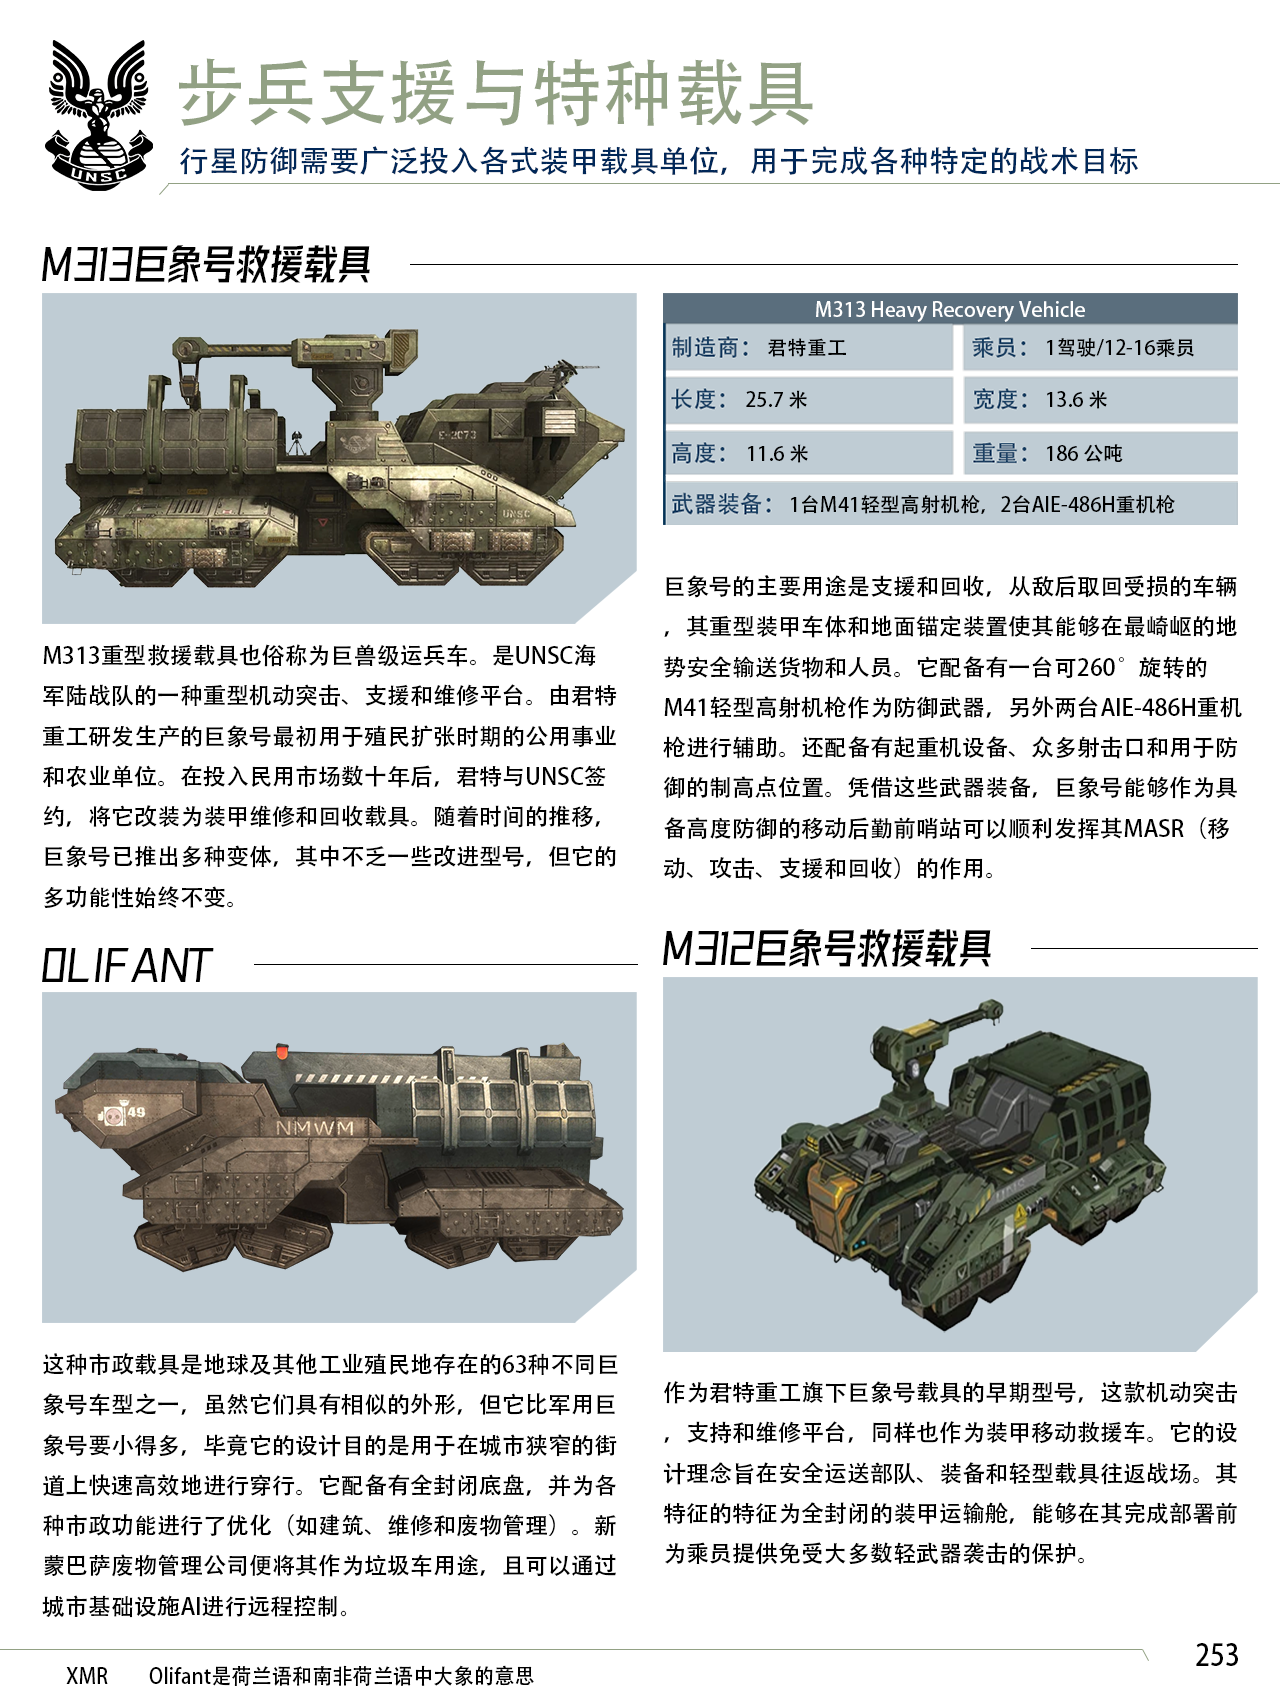 UNSC
步兵支援与特种载具
行星防御需要广泛投入各式装甲载具单位，用于完成各种特定的战术目标
M313巨象号救援载具
E-2C73
UNSC
M313重型救援载具也俗称为巨兽级运兵车。是UNSC海
军陆战队的一种重型机动突击、支援和维修平台。由君特
重工研发生产的巨象号最初用于殖民扩张时期的公用事业
和农业单位。在投入民用市场数十年后，君特与UNSC签
约，将它改装为装甲维修和回收载具。随着时间的推移，
巨象号已推出多种变体，其中不乏一些改进型号，但它的
多功能性始终不变。
OLIFANT
49
NMWM
这种市政载具是地球及其他工业殖民地存在的63种不同巨
象号车型之一，虽然它们具有相似的外形，但它比军用巨
象号要小得多，毕竟它的设计目的是用于在城市狭窄的街
道上快速高效地进行穿行。它配备有全封闭底盘，并为各
种市政功能进行了优化（如建筑、维修和废物管理）。新
蒙巴萨废物管理公司便将其作为垃圾车用途，且可以通过
城市基础设施AI进行远程控制。
M313 Heavy Recovery Vehicle
制造商： 君特重工 乘员： 1驾驶/12-16乘员
长度： 25.7 米 宽度： 13.6 米
高度： 11.6 米 重量： 186 公吨
武器装备： 1台M41轻型高射机枪，2台AIE-486H重机枪
巨象号的主要用途是支援和回收，从敌后取回受损的车辆
，其重型装甲车体和地面锚定装置使其能够在最崎岖的地
势安全输送货物和人员。它配备有一台可260°旋转的
M41轻型高射机枪作为防御武器，另外两台AIE-486H重机
枪进行辅助。还配备有起重机设备、众多射击口和用于防
御的制高点位置。凭借这些武器装备，巨象号能够作为具
备高度防御的移动后勤前哨站可以顺利发挥其MASR（移
动、攻击、支援和回收）的作用。
M312巨象号救援载具
作为君特重工旗下巨象号载具的早期型号，这款机动突击
，支持和维修平台，同样也作为装甲移动救援车。它的设
计理念旨在安全运送部队、装备和轻型载具往返战场。其
特征的特征为全封闭的装甲运输舱，能够在其完成部署前
为乘员提供免受大多数轻武器袭击的保护。
XMR Olifant是荷兰语和南非荷兰语中大象的意思
253